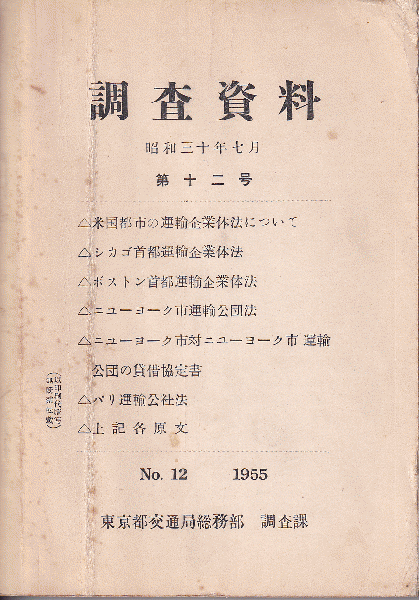 調査資料
昭和三十年七月
第十二号
△米国都市の運輸企業体法について
△シカゴ首都運輸企業体法
△ボストン首都運輸企業体法
△ニューヨーク市運輸公団法
△ニューヨーク市対ニューヨーク市運輸
公団の貸借協定書
△パリ運輸公社法
△上記各原文
No. 12 1955
東京都交通局総務部 調査課